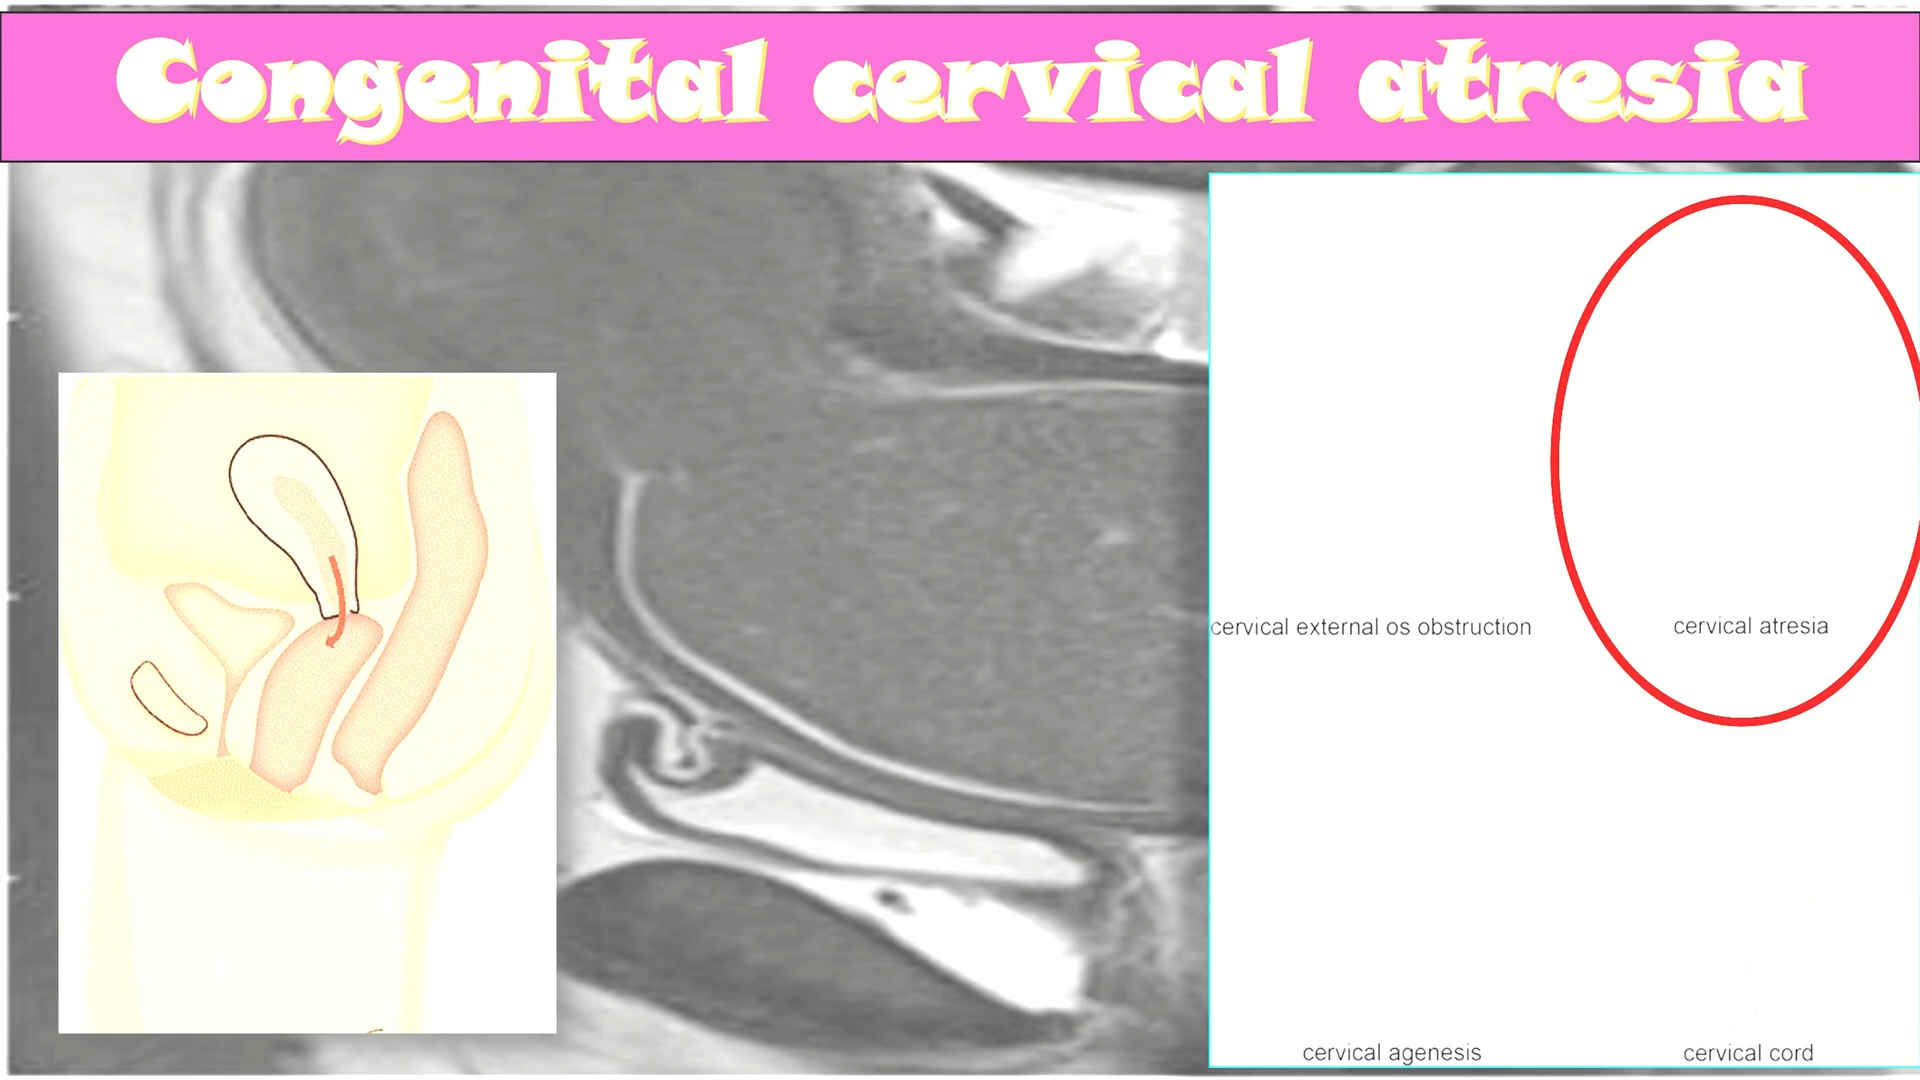 Congenital cervical atresia
cervical external os obstruction
cervical atresia
cervical agenesis
cervical cord